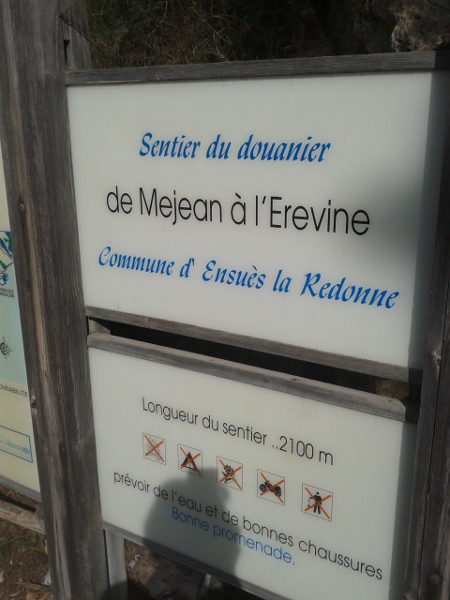 Sentier du douanier
de Mejean à l'Erevine
Commune d' Ensuès la Redonne
Longueur du sentier ..2100 m
prévoir de l'eau et de bonnes chaussures
Bonne promenade.